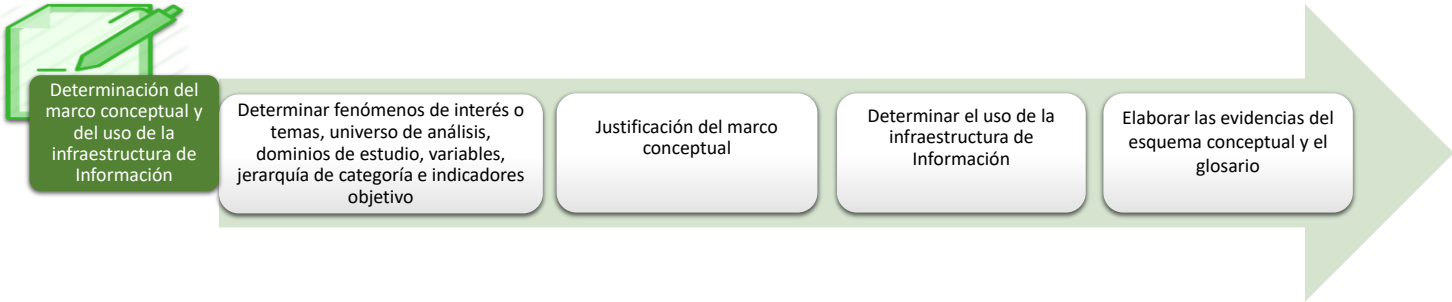 Determinación del
marco conceptual y
del uso de la
infraestructura de
Información
Determinar fenómenos de interés o
temas, universo de análisis,
dominios de estudio, variables,
jerarquía de categoría e indicadores
objetivo
Justificación del marco
conceptual
Determinar el uso de la
infraestructura de
Información
Elaborar las evidencias del
esquema conceptual y el
glosario